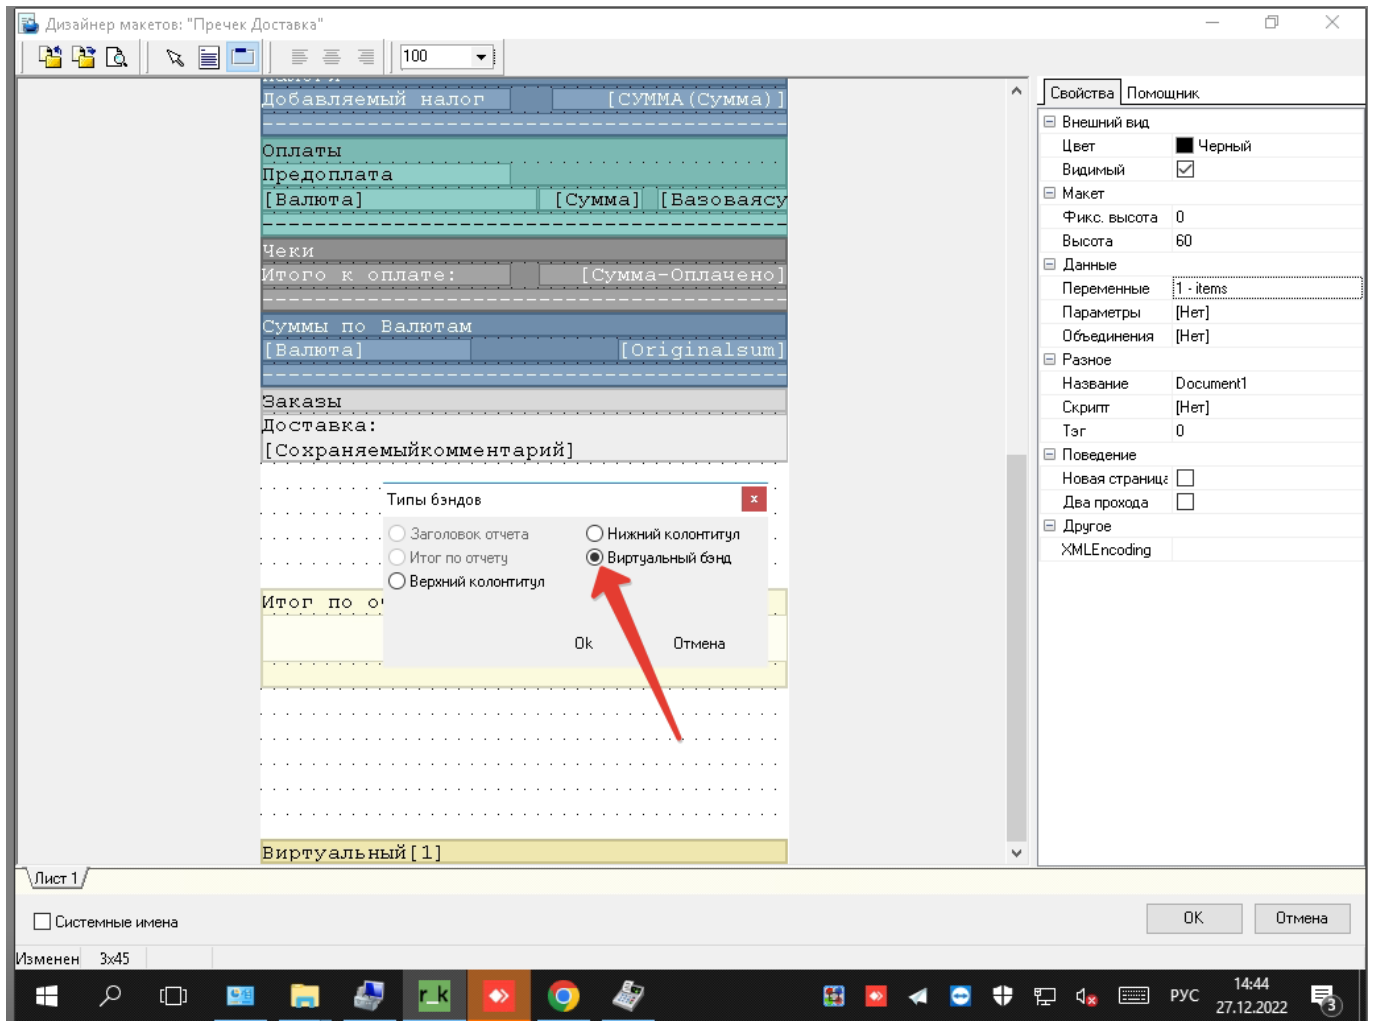 Дизайнер макетов: "Пречек Доставка"
100
Добавляемый налог [СУММА(Сумма)]
Оплаты
Предоплата
[Валюта] [Сумма] [Базоваясу
Чеки
Итого к оплате: [Сумма-Оплачено]
Суммы по Валютам
[Валюта] [Originalsum]
Заказы
Доставка:
[Сохраняемыйкомментарий]
Типы бэндов
Заголовок отчета
Нижний колонтитул
Итог по отчету
Виртуальный бэнд
Верхний колонтитул
Ok Отмена
Итог по о
Виртуальный[1]
Свойства Помощник
Внешний вид
Цвет Черный
Видимый
Макет
Фикс. высота 0
Высота 60
Данные
Переменные 1 - items
Параметры [Нет]
Объединения [Нет]
Разное
Название Document1
Скрипт [Нет]
Тэг 0
Поведение
Новая страница
Два прохода
Другое
XMLEncoding
Лист 1
Системные имена
OK Отмена
Изменен 3x45
r_k
РУС
14:44
27.12.2022
3